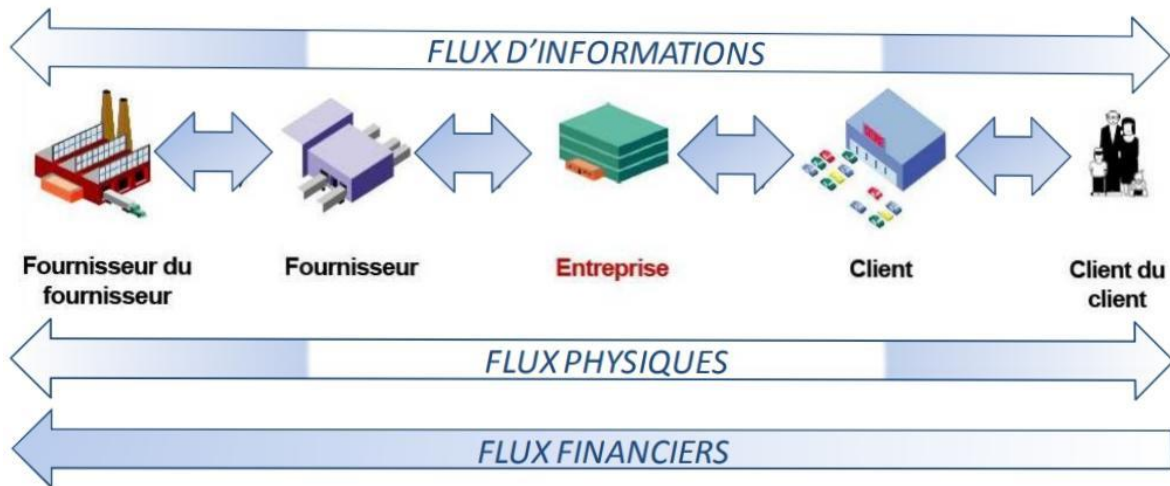 FLUX D'INFORMATIONS
Fournisseur du
fournisseur
Fournisseur
Entreprise
Client
Client du
client
FLUX PHYSIQUES
FLUX FINANCIERS